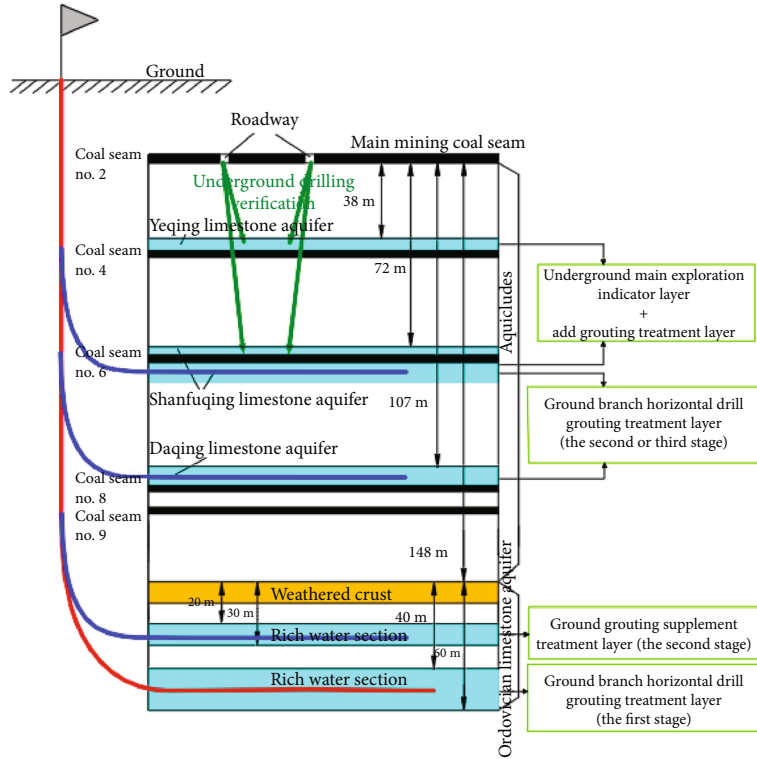 Ground
Roadway
Main mining coal seam
Coal seam
no. 2
Underground drilling
verification
38 m
Yeqing limestone aquifer
Coal seam
no. 4
72 m
Aquicludes
Underground main exploration
indicator layer
+
add grouting treatment layer
Coal seam
no. 6
Shanfuqing limestone aquifer
107 m
Ground branch horizontal drill
grouting treatment layer
(the second or third stage)
Daqing limestone aquifer
Coal seam
no. 8
Coal seam
no. 9
148 m
Ordovician limestone aquifer
Weathered crust
20 m
30 m
40 m
Rich water section
60 m
Ground grouting supplement
treatment layer (the second stage)
Rich water section
Ground branch horizontal drill
grouting treatment layer
(the first stage)